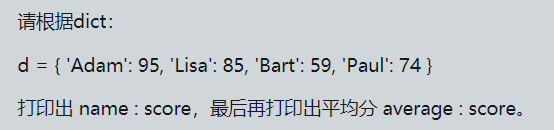 请根据dict：
d = { 'Adam': 95, 'Lisa': 85, 'Bart': 59, 'Paul': 74 }
打印出 name : score，最后再打印出平均分 average : score。